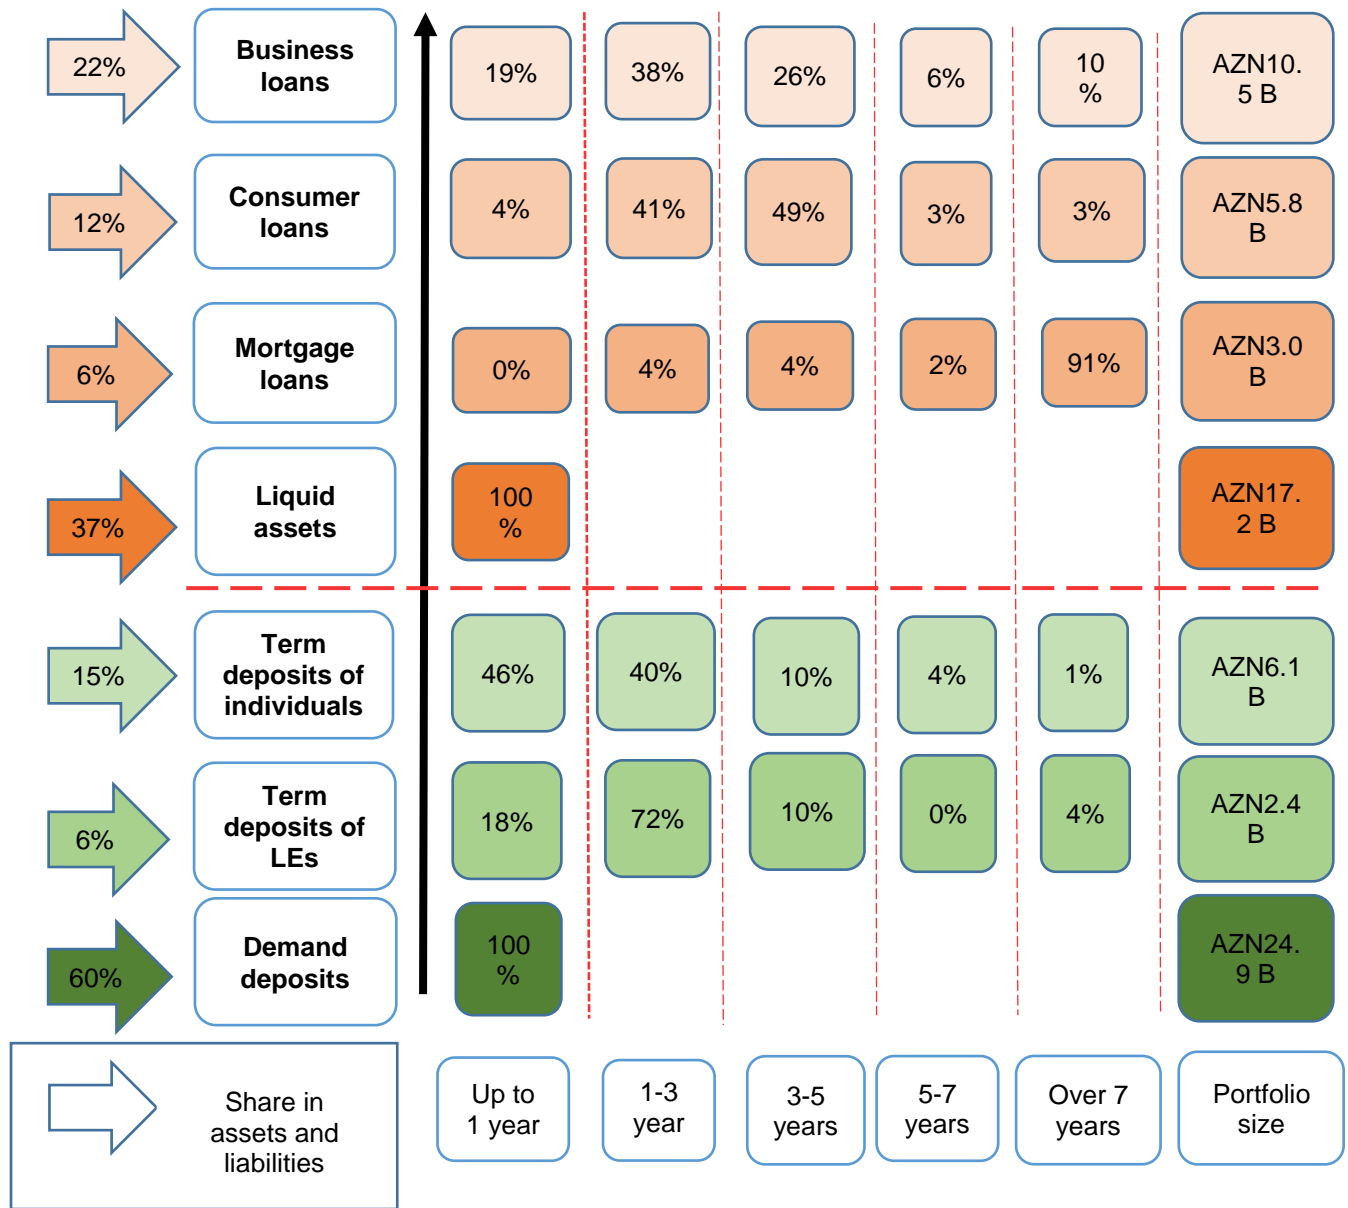 22%
Business
loans
19%
38%
26%
6%
10
%
AZN10.
5 B
12%
Consumer
loans
4%
41%
49%
3%
3%
AZN5.8
B
6%
Mortgage
loans
0%
4%
4%
2%
91%
AZN3.0
B
37%
Liquid
assets
100
%
AZN17.
2 B
15%
Term
deposits of
individuals
46%
40%
10%
4%
1%
AZN6.1
B
6%
Term
deposits of
LEs
18%
72%
10%
0%
4%
AZN2.4
B
60%
Demand
deposits
100
%
AZN24.
9 B
Share in
assets and
liabilities
Up to
1 year
1-3
year
3-5
years
5-7
years
Over 7
years
Portfolio
size